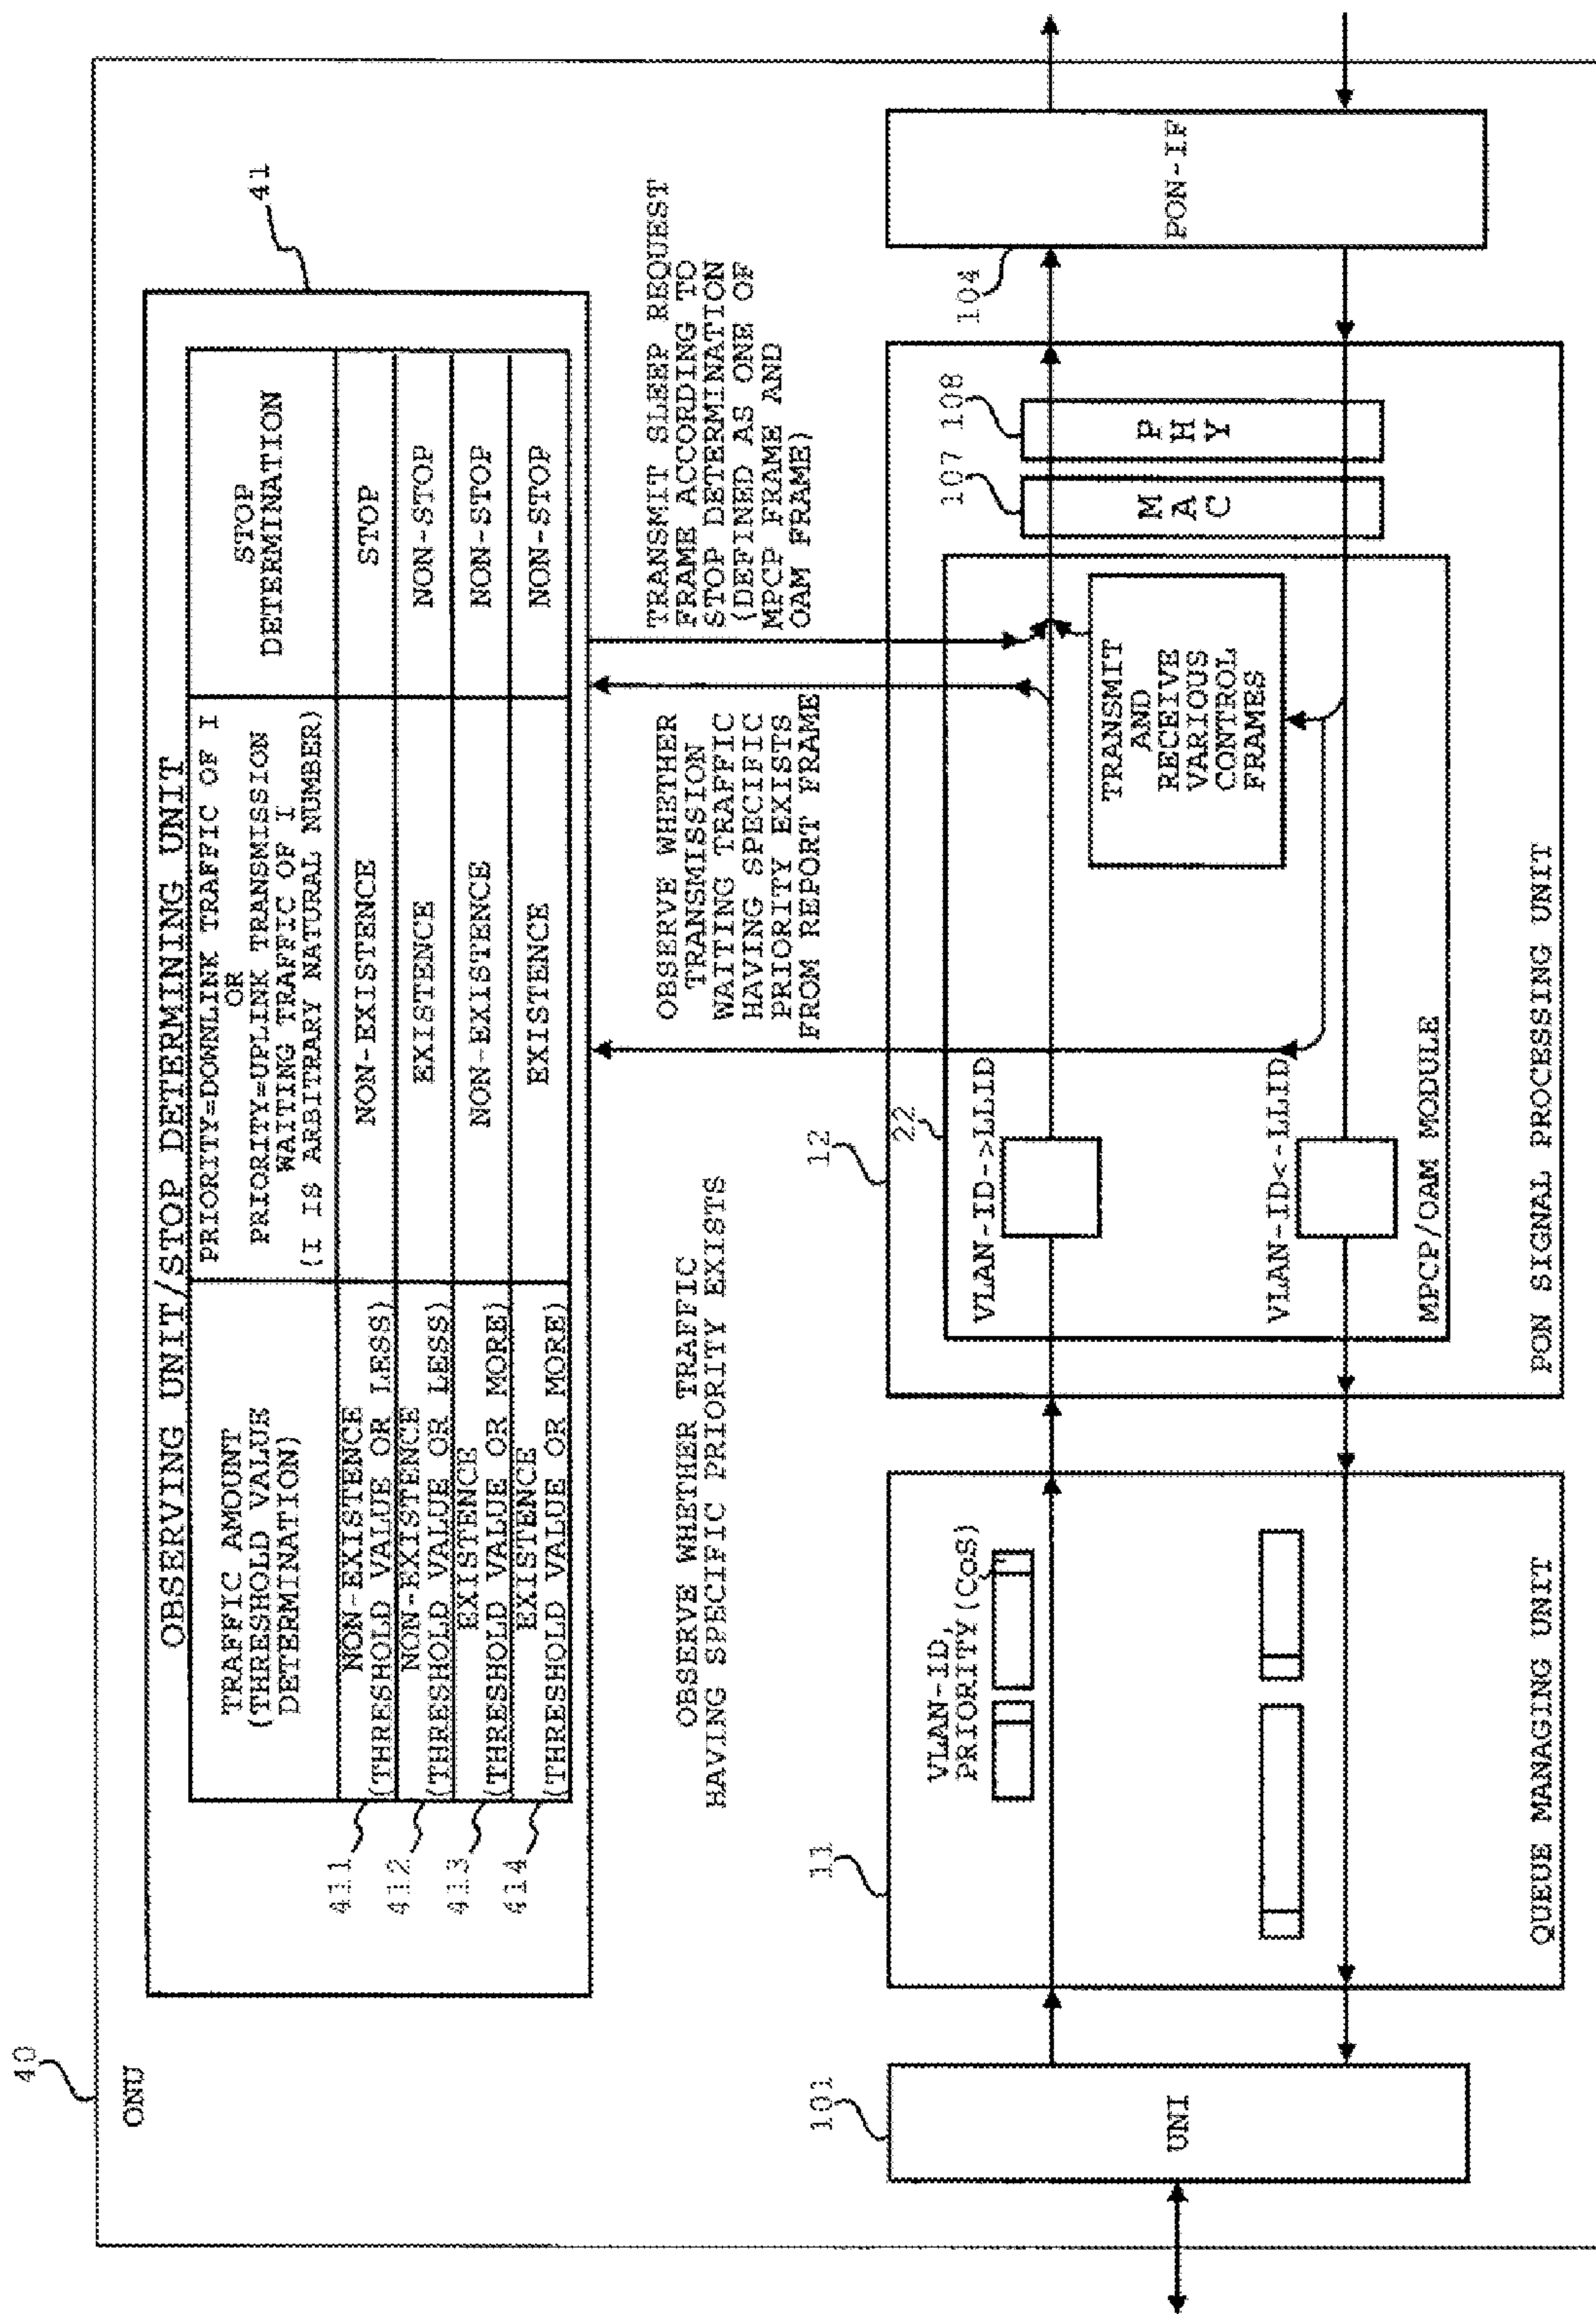 40
ONU
OBSERVING UNIT/STOP DETERMINING UNIT
41
TRAFFIC AMOUNT
(THRESHOLD VALUE
DETERMINATION)
PRIORITY=DOWNLINK TRAFFIC OF I
OR
PRIORITY=UPLINK TRANSMISSION
WAITING TRAFFIC OF I
(I IS ARBITRARY NATURAL NUMBER)
STOP
DETERMINATION
411
NON-EXISTENCE
(THRESHOLD VALUE OR LESS)
NON-EXISTENCE
STOP
412
NON-EXISTENCE
(THRESHOLD VALUE OR LESS)
EXISTENCE
NON-STOP
413
EXISTENCE
(THRESHOLD VALUE OR MORE)
NON-EXISTENCE
NON-STOP
414
EXISTENCE
(THRESHOLD VALUE OR MORE)
EXISTENCE
NON-STOP
OBSERVE WHETHER TRAFFIC
HAVING SPECIFIC PRIORITY EXISTS
OBSERVE WHETHER
TRANSMISSION
WAITING TRAFFIC
HAVING SPECIFIC
PRIORITY EXISTS
FROM REPORT FRAME
TRANSMIT SLEEP REQUEST
FRAME ACCORDING TO
STOP DETERMINATION
(DEFINED AS ONE OF
MPCP FRAME AND
OAM FRAME)
101
UNI
11
VLAN-ID,
PRIORITY(CoS)
QUEUE MANAGING UNIT
12
22
VLAN-ID->LLID
VLAN-ID<-LLID
MPCP/OAM MODULE
TRANSMIT
AND
RECEIVE
VARIOUS
CONTROL
FRAMES
107
MAC
108
PHY
PON SIGNAL PROCESSING UNIT
104
PON-IF